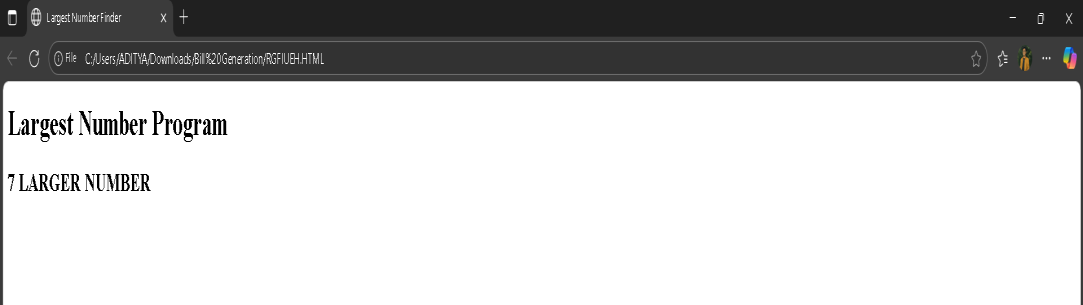 Largest Number Finder
File C:/Users/ADITYA/Downloads/Bill%20Generation/RGFIUEH.HTML
Largest Number Program
7 LARGER NUMBER